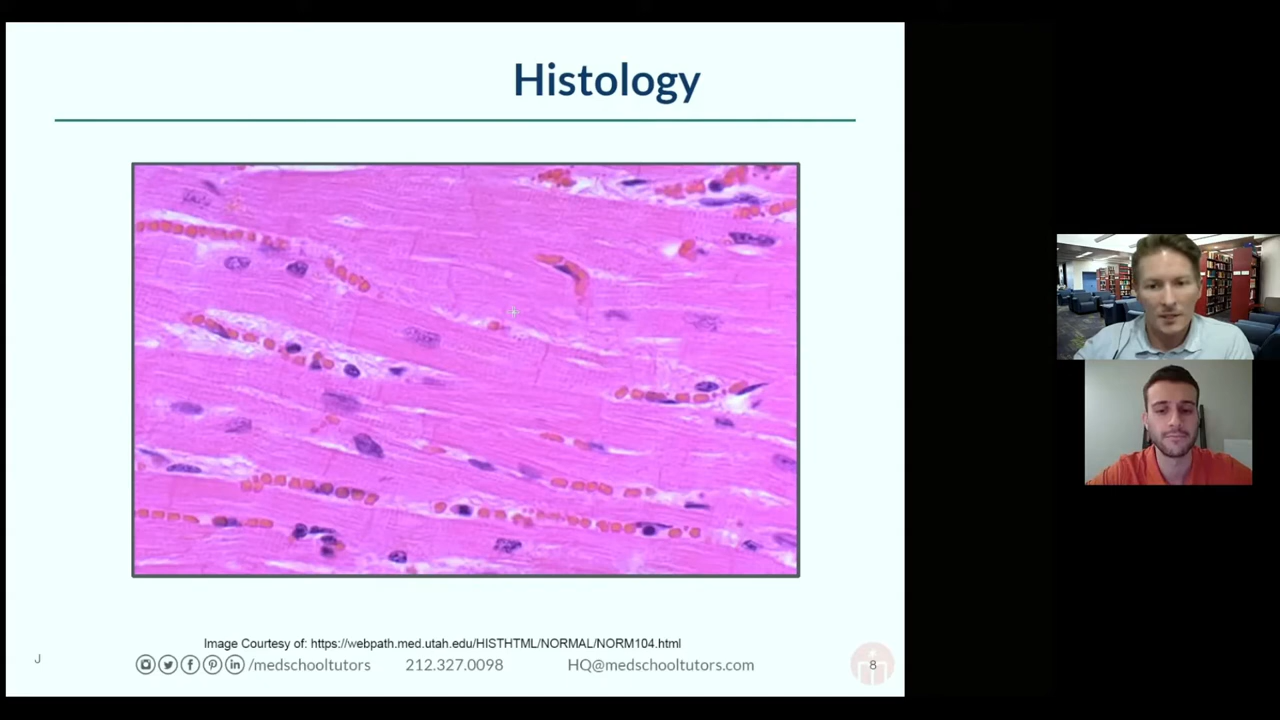 Histology
Image Courtesy of: https://webpath.med.utah.edu/HISTHTML/NORMAL/NORM104.html
J
/medschooltutors 212.327.0098 HQ@medschooltutors.com 8